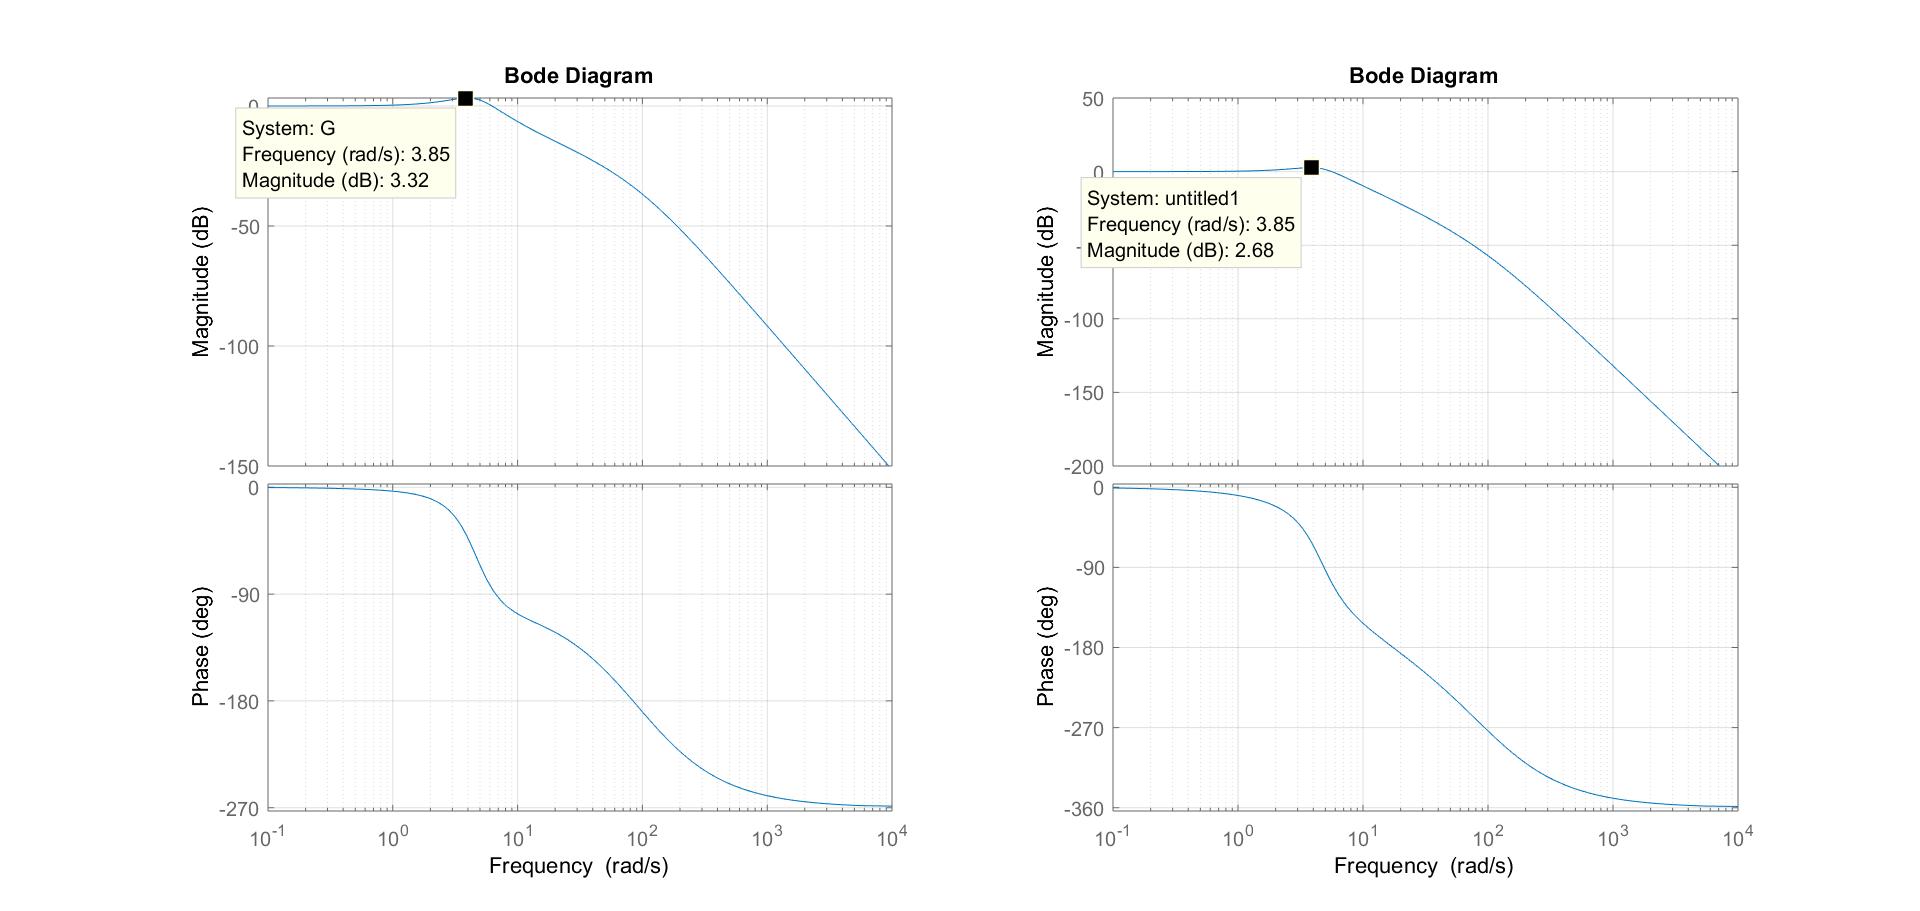 Bode Diagram
0
-50
-100
-150
Magnitude (dB)
System: G
Frequency (rad/s): 3.85
Magnitude (dB): 3.32
0
-90
-180
-270
Phase (deg)
10-1 100 101 102 103 104
Frequency (rad/s)
Bode Diagram
50
0
-100
-150
-200
Magnitude (dB)
System: untitled1
Frequency (rad/s): 3.85
Magnitude (dB): 2.68
0
-90
-180
-270
-360
Phase (deg)
10-1 100 101 102 103 104
Frequency (rad/s)